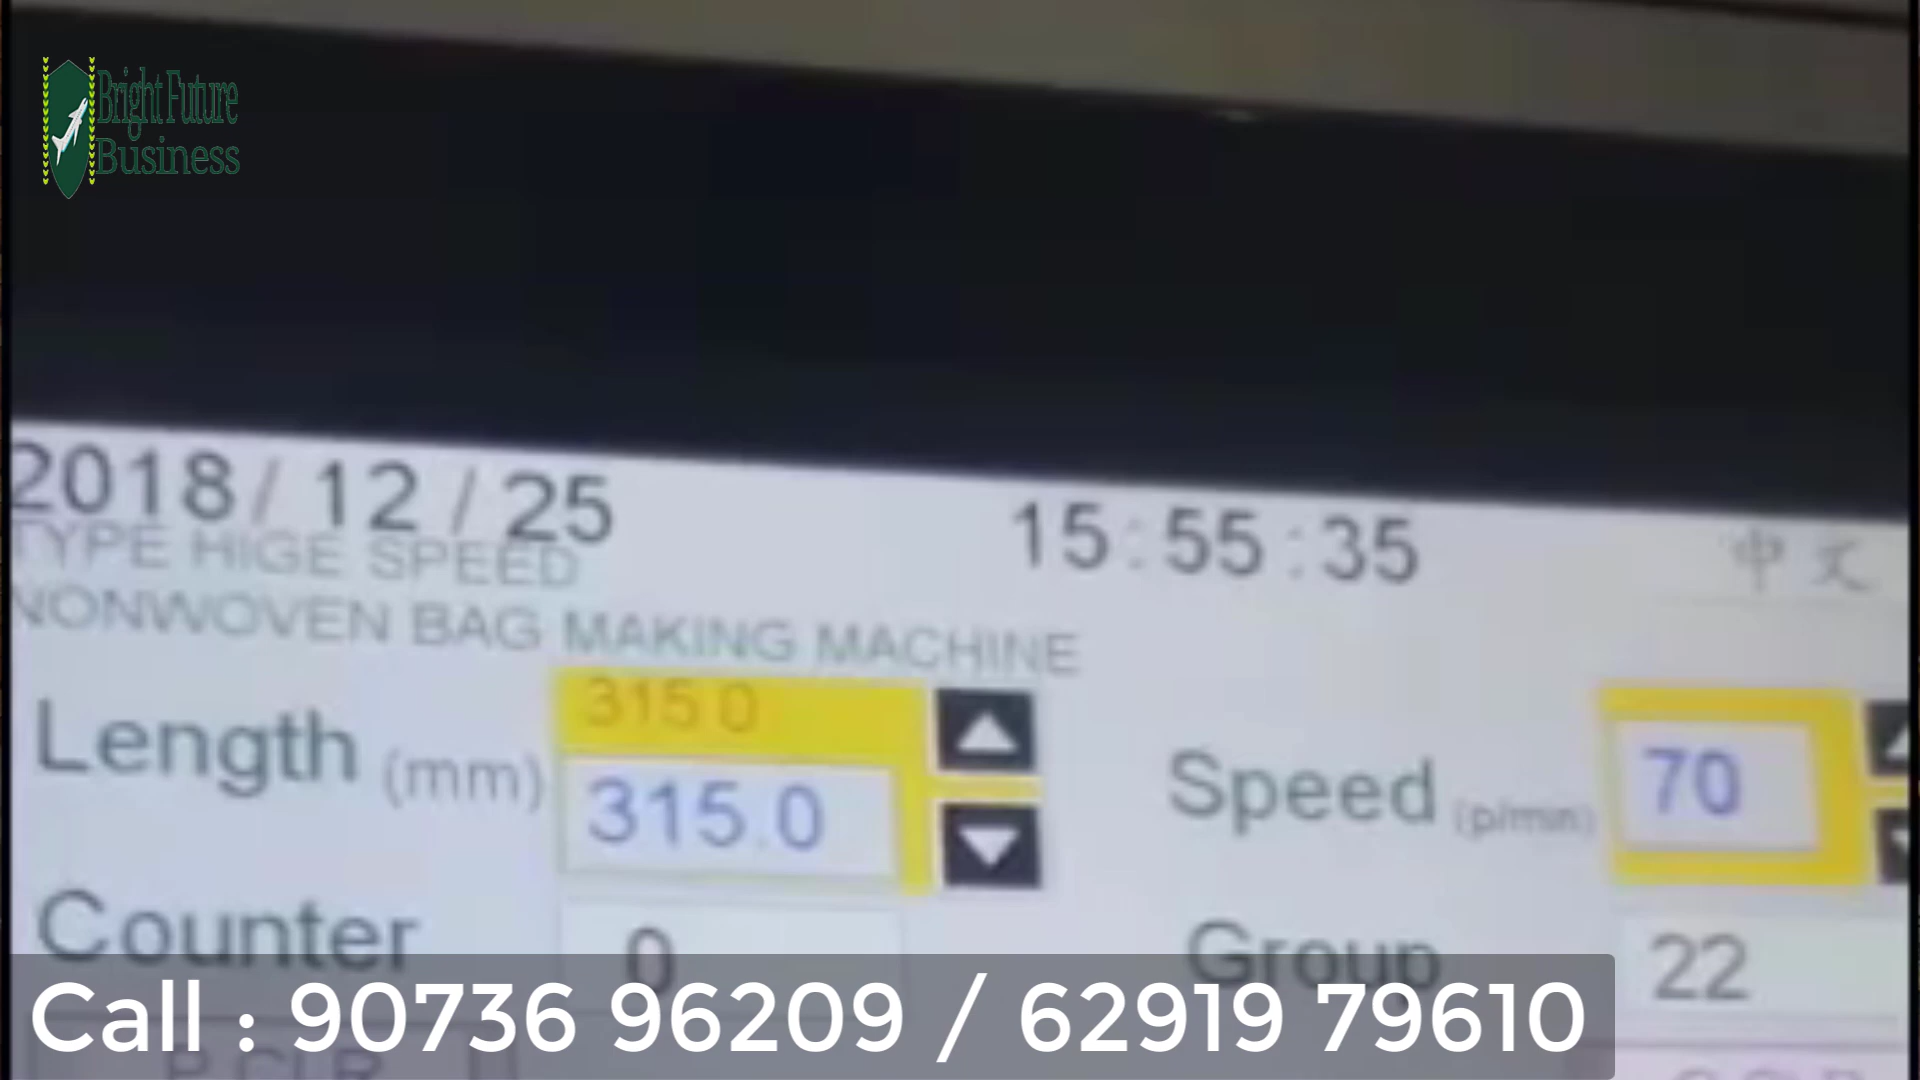 Bright Future
Business
2018/ 12 / 25
15:55:35
中文
TYPE HIGE SPEED
NONWOVEN BAG MAKING MACHINE
315.0
Length (mm)
315.0
Speed (p/min)
70
Counter
0
Group
22
Call : 90736 96209 / 62919 79610